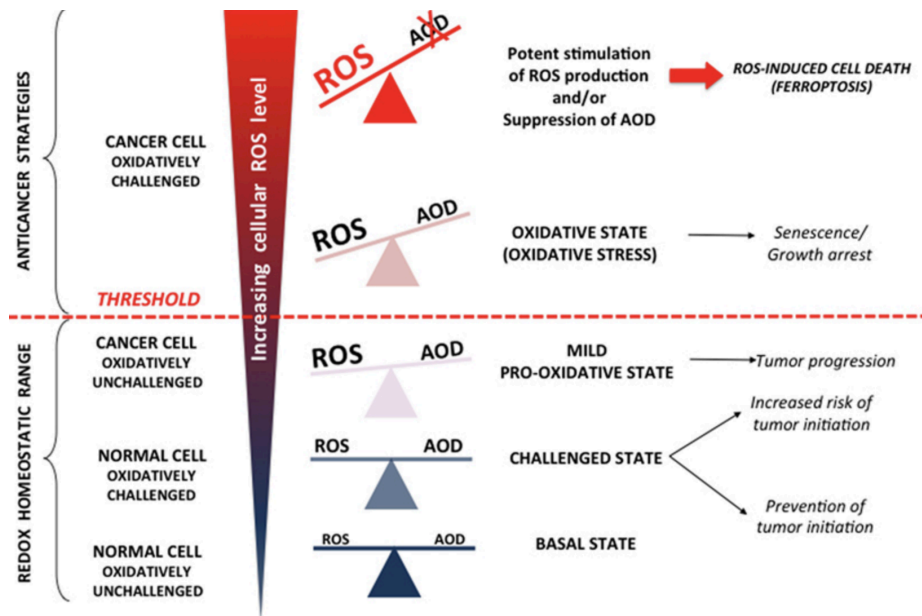 ANTICANCER STRATEGIES
CANCER CELL
OXIDATIVELY
CHALLENGED
Increasing cellular ROS level
ROS
AOD
Potent stimulation
of ROS production
and/or
Suppression of AOD
ROS-INDUCED CELL DEATH
(FERROPTOSIS)
ROS
AOD
OXIDATIVE STATE
(OXIDATIVE STRESS)
Senescence/
Growth arrest
THRESHOLD
REDOX HOMEOSTATIC RANGE
CANCER CELL
OXIDATIVELY
UNCHALLENGED
ROS
AOD
MILD
PRO-OXIDATIVE STATE
Tumor progression
NORMAL CELL
OXIDATIVELY
CHALLENGED
ROS
AOD
CHALLENGED STATE
Increased risk of
tumor initiation
Prevention of
tumor initiation
NORMAL CELL
OXIDATIVELY
UNCHALLENGED
ROS
AOD
BASAL STATE